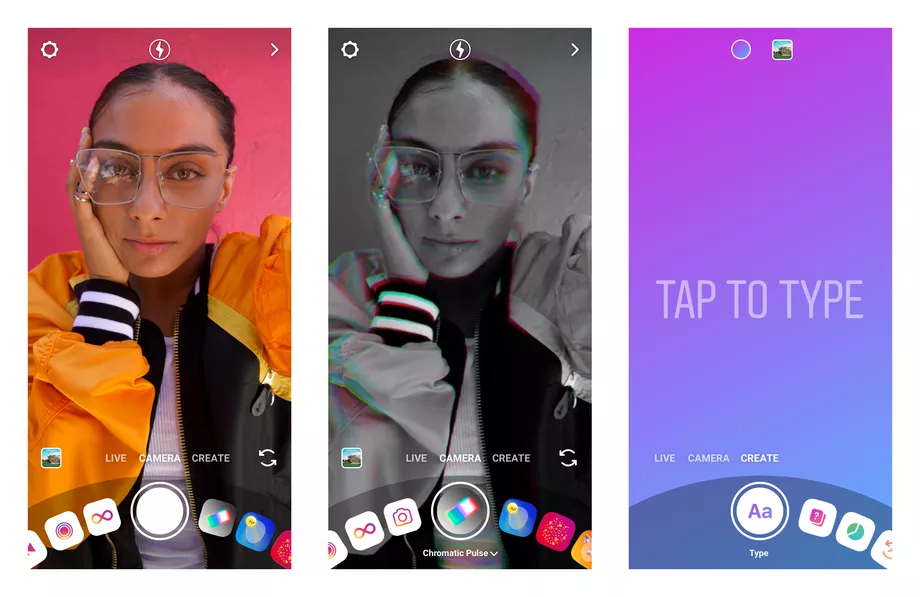 LIVE CAMERA CREATE
LIVE CAMERA CREATE
Chromatic Pulse
TAP TO TYPE
LIVE CAMERA CREATE
Aa
?
Type